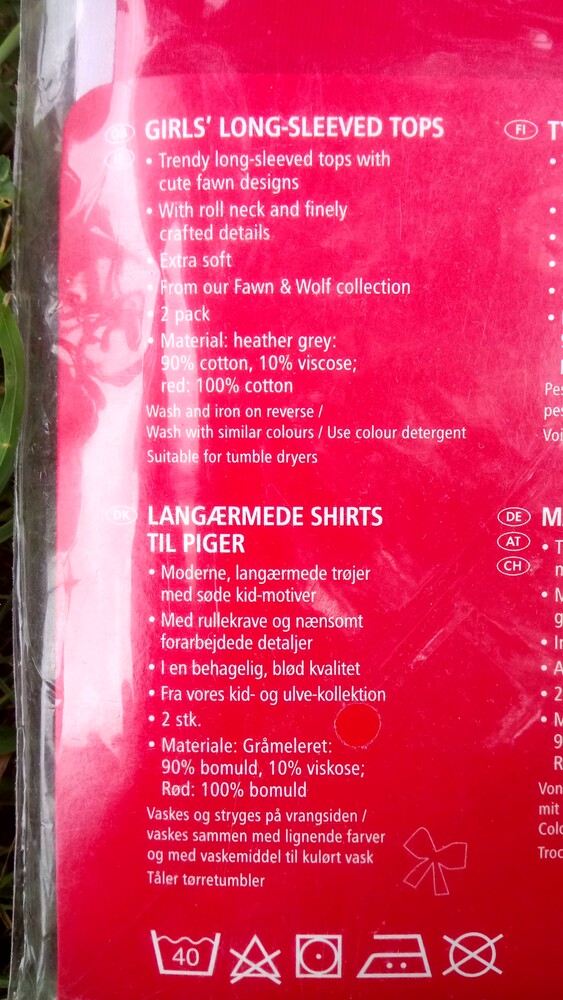 GIRLS' LONG-SLEEVED TOPS
• Trendy long-sleeved tops with
cute fawn designs
• With roll neck and finely
crafted details
• Extra soft
• From our Fawn & Wolf collection
• 2 pack
• Material: heather grey:
90% cotton, 10% viscose;
red: 100% cotton
Wash and iron on reverse /
Wash with similar colours / Use colour detergent
Suitable for tumble dryers
DK
LANGÆRMEDE SHIRTS
TIL PIGER
• Moderne, langærmede trøjer
med søde kid-motiver
• Med rullekrave og nænsomt
forarbejdede detaljer
• I en behagelig, blød kvalitet
• Fra vores kid- og ulve-kollektion
• 2 stk.
• Materiale: Gråmeleret:
90% bomuld, 10% viskose;
Rød: 100% bomuld
Vaskes og stryges på vrangsiden /
vaskes sammen med lignende farver
og med vaskemiddel til kulørt vask
Tåler tørretumbler
40
FI
DE
AT
CH
Von
mit